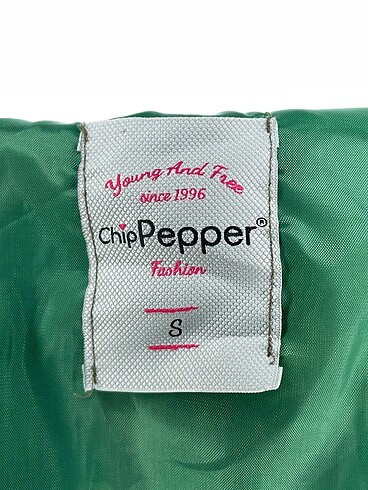 Young And Free
since 1996
ChipPepper®
Fashion
S